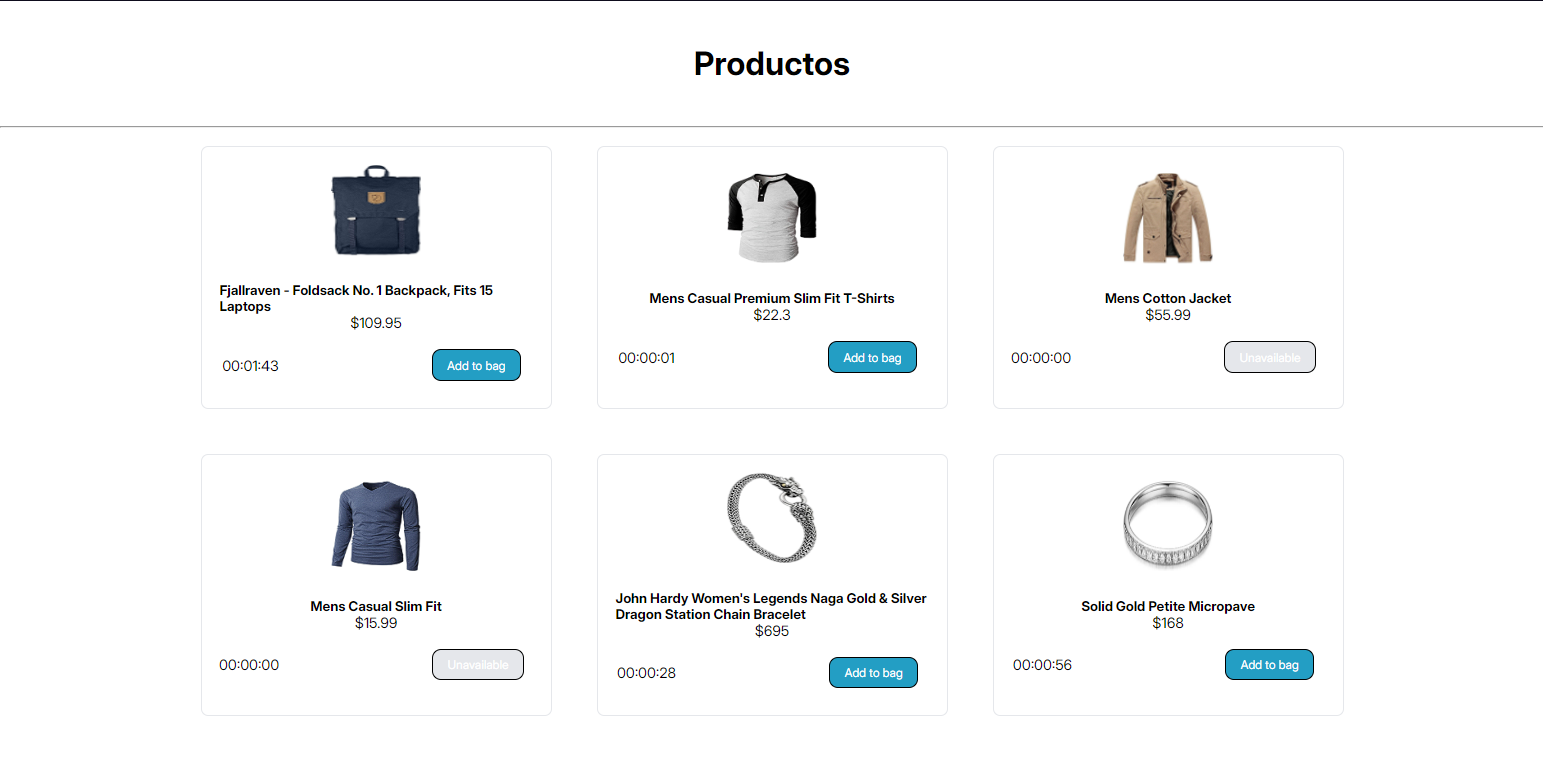 Productos
Fjallraven - Foldsack No. 1 Backpack, Fits 15
Laptops
$109.95
00:01:43
Add to bag
Mens Casual Premium Slim Fit T-Shirts
$22.3
00:00:01
Add to bag
Mens Cotton Jacket
$55.99
00:00:00
Unavailable
Mens Casual Slim Fit
$15.99
00:00:00
Unavailable
John Hardy Women's Legends Naga Gold & Silver
Dragon Station Chain Bracelet
$695
00:00:28
Add to bag
Solid Gold Petite Micropave
$168
00:00:56
Add to bag